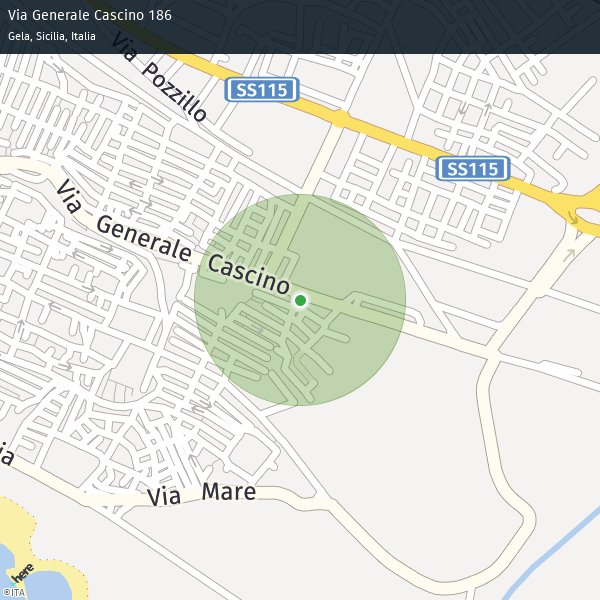 Via Generale Cascino 186
Gela, Sicilia, Italia
Via Pozzillo
SS115
SS115
Via Generale Cascino
Via Mare
here
©ITA